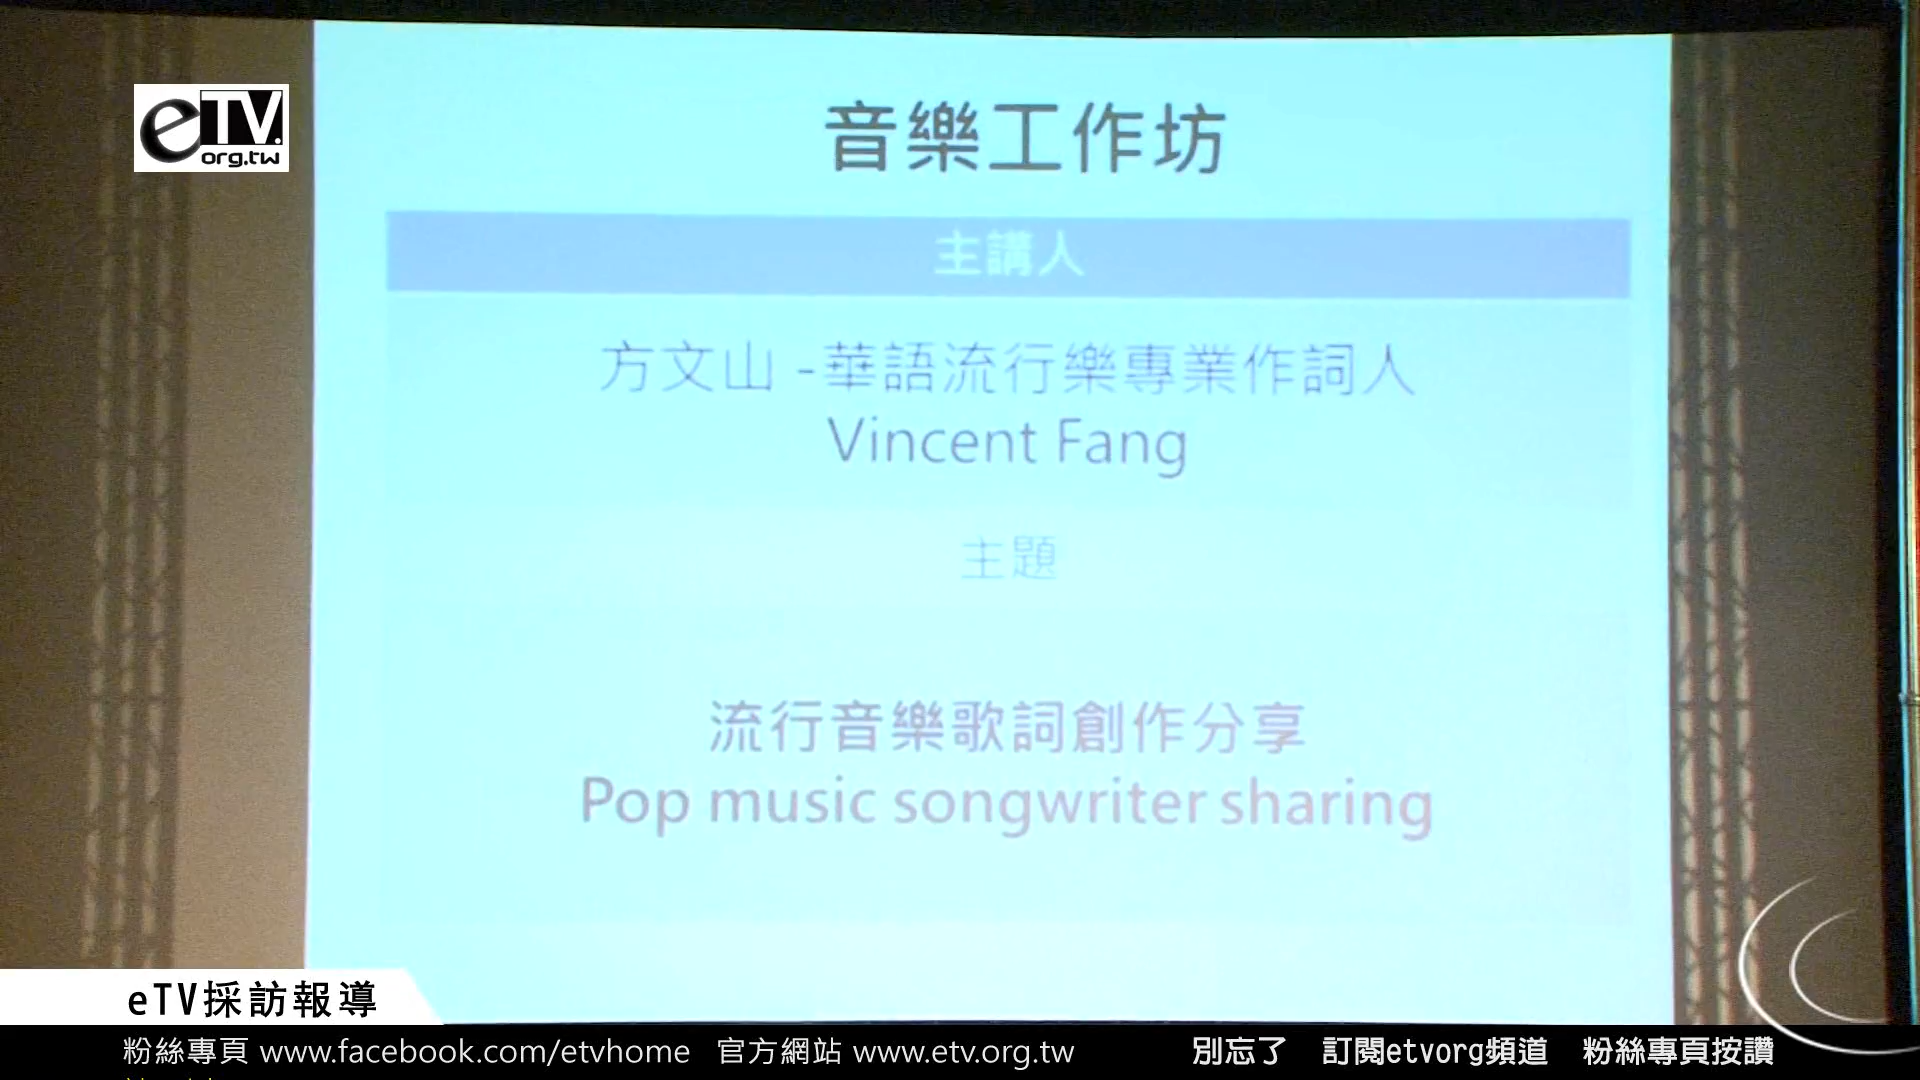 eTV
org.tw
音樂工作坊
主講人
方文山 -華語流行樂專業作詞人
Vincent Fang
主題
流行音樂歌詞創作分享
Pop music songwriter sharing
eTV採訪報導
粉絲專頁 www.facebook.com/etvhome 官方網站 www.etv.org.tw 別忘了 訂閱etvorg頻道 粉絲專頁按讚